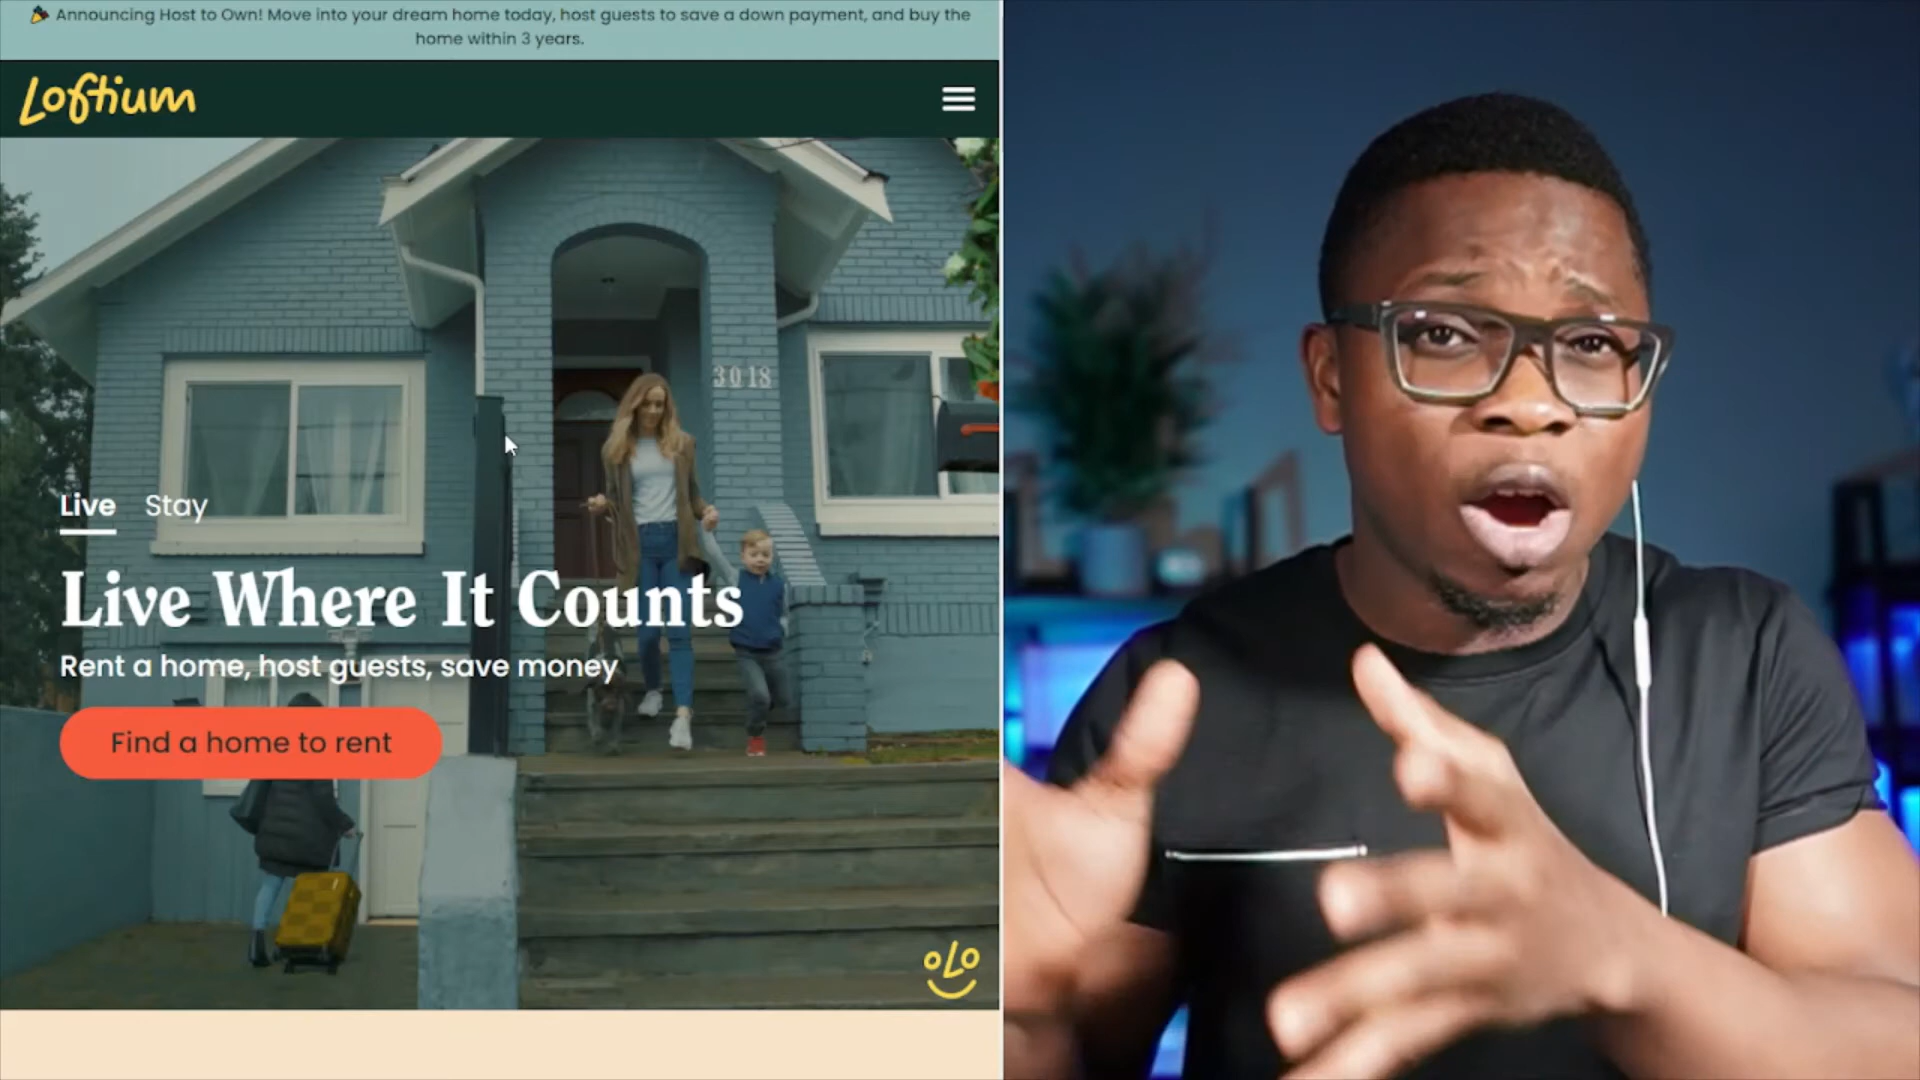 🎉 Announcing Host to Own! Move into your dream home today, host guests to save a down payment, and buy the
home within 3 years.
Loftium
3018
Live Stay
Live Where It Counts
Rent a home, host guests, save money
Find a home to rent